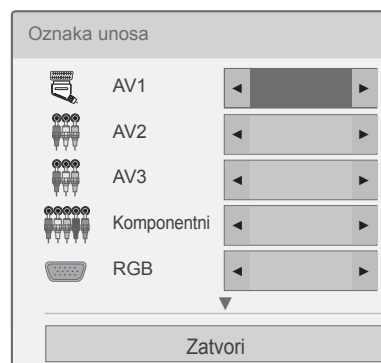 Oznaka unosa
AV1
AV2
AV3
Komponentni
RGB
Zatvori